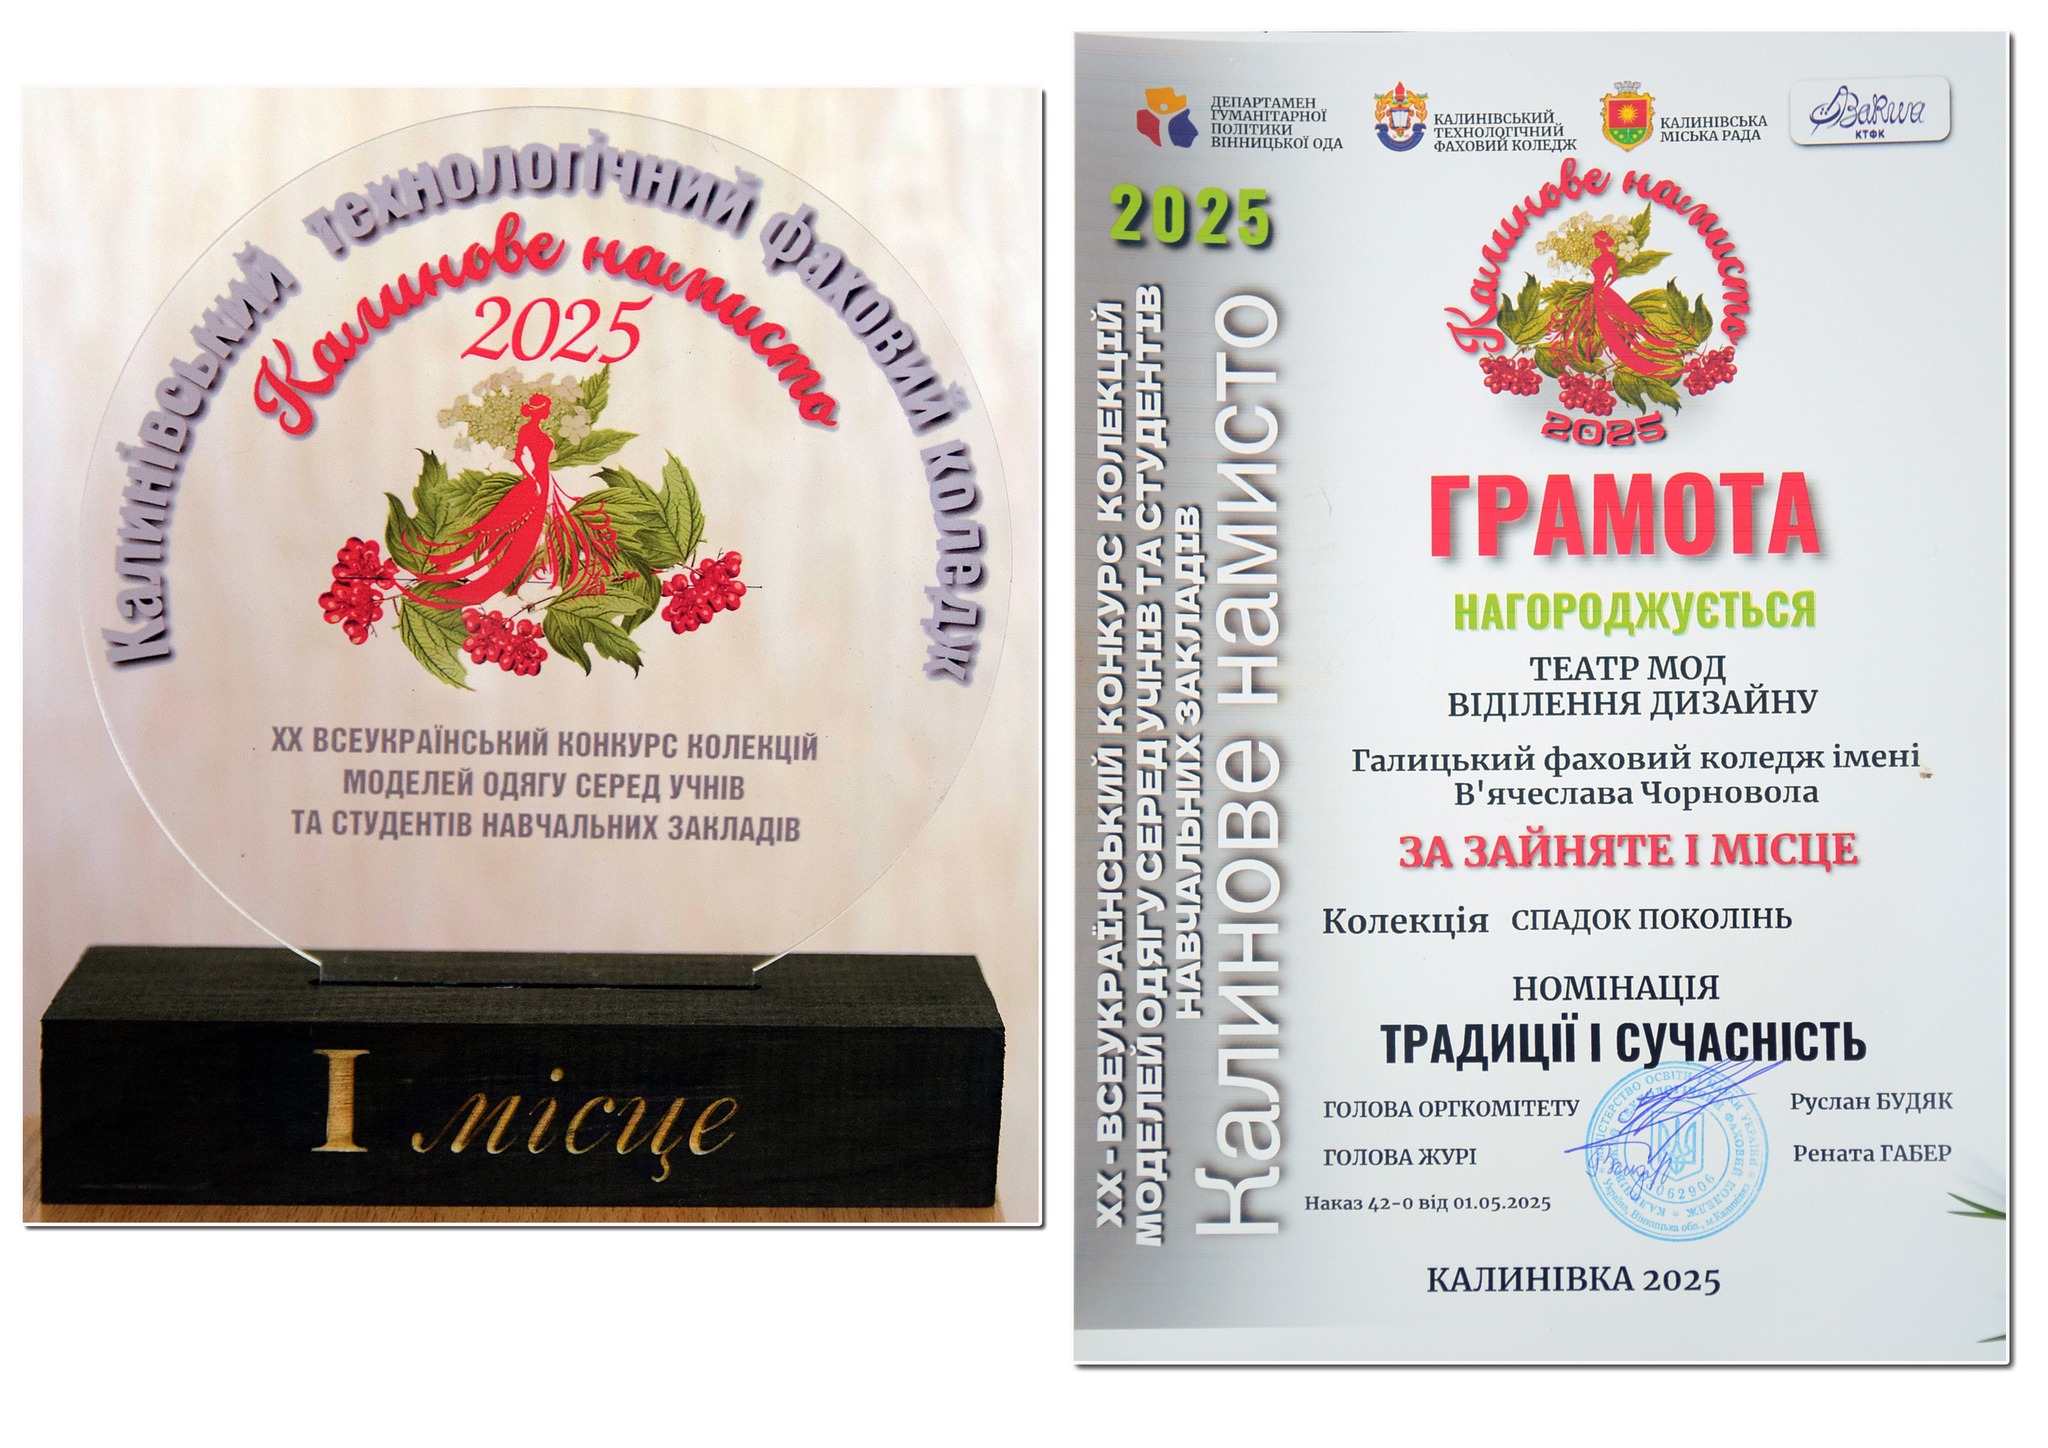 Калинівський технологічний фаховий коледж
Калинове намисто
2025
ХХ ВСЕУКРАЇНСЬКИЙ КОНКУРС КОЛЕКЦІЙ
МОДЕЛЕЙ ОДЯГУ СЕРЕД УЧНІВ
ТА СТУДЕНТІВ НАВЧАЛЬНИХ ЗАКЛАДІВ
І місце
ДЕПАРТАМЕН
ГУМАНІТАРНОЇ
ПОЛІТИКИ
ВІННИЦЬКОЇ ОДА
КАЛИНІВСЬКИЙ
ТЕХНОЛОГІЧНИЙ
ФАХОВИЙ КОЛЕДЖ
КАЛИНІВСЬКА
МІСЬКА РАДА
КТФК
2025
ХХ - ВСЕУКРАЇНСЬКИЙ КОНКУРС КОЛЕКЦІЙ
МОДЕЛЕЙ ОДЯГУ СЕРЕД УЧНІВ ТА СТУДЕНТІВ
НАВЧАЛЬНИХ ЗАКЛАДІВ
Калинове намисто
Калинове намисто
2025
ГРАМОТА
НАГОРОДЖУЄТЬСЯ
ТЕАТР МОД
ВІДІЛЕННЯ ДИЗАЙНУ
Галицький фаховий коледж імені
В'ячеслава Чорновола
ЗА ЗАЙНЯТЕ І МІСЦЕ
Колекція СПАДОК ПОКОЛІНЬ
НОМІНАЦІЯ
ТРАДИЦІЇ І СУЧАСНІСТЬ
ГОЛОВА ОРГКОМІТЕТУ Руслан БУДЯК
ГОЛОВА ЖУРІ Рената ГАБЕР
Наказ 42-0 від 01.05.2025
КАЛИНІВКА 2025